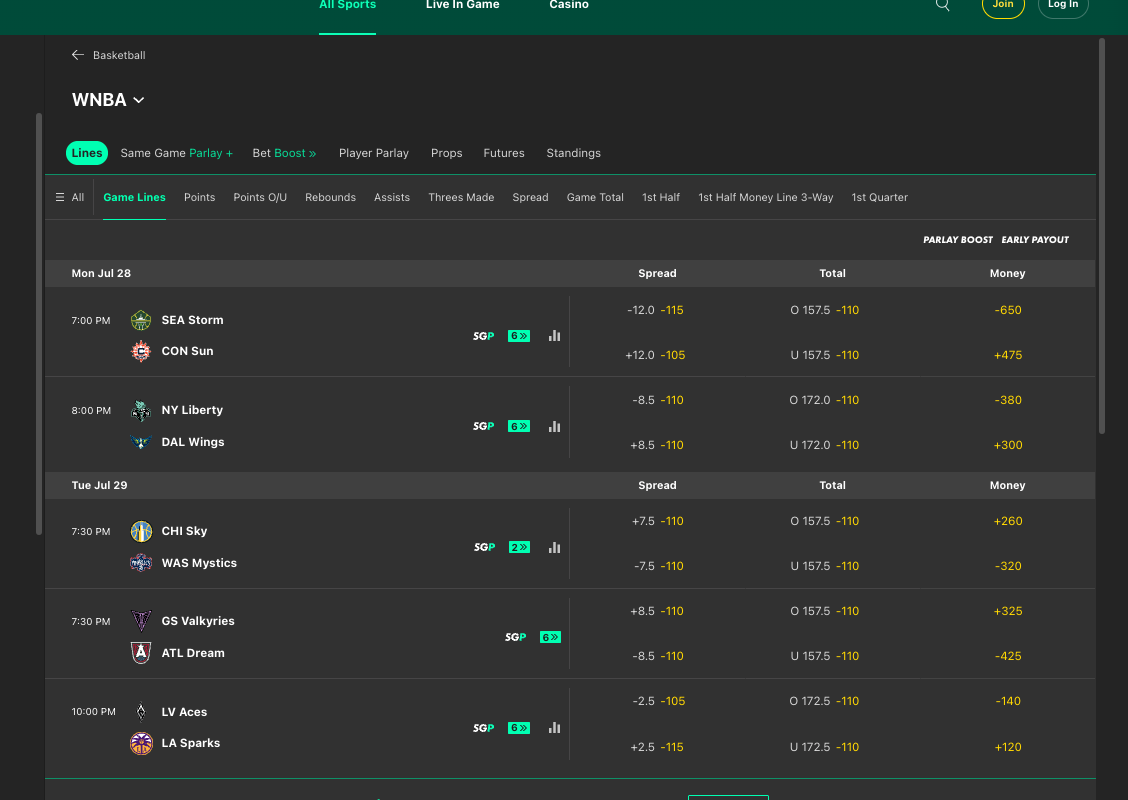 All Sports Live In Game Casino Join Log In
Basketball
WNBA
Lines Same Game Parlay + Bet Boost » Player Parlay Props Futures Standings
All Game Lines Points Points O/U Rebounds Assists Threes Made Spread Game Total 1st Half 1st Half Money Line 3-Way 1st Quarter
PARLAY BOOST EARLY PAYOUT
Mon Jul 28 Spread Total Money
7:00 PM SEA Storm SGP 6» -12.0 -115 O 157.5 -110 -650
CON Sun +12.0 -105 U 157.5 -110 +475
8:00 PM NY Liberty SGP 6» -8.5 -110 O 172.0 -110 -380
DAL Wings +8.5 -110 U 172.0 -110 +300
Tue Jul 29 Spread Total Money
7:30 PM CHI Sky SGP 2» +7.5 -110 O 157.5 -110 +260
WAS Mystics -7.5 -110 U 157.5 -110 -320
7:30 PM GS Valkyries SGP 6» +8.5 -110 O 157.5 -110 +325
ATL Dream -8.5 -110 U 157.5 -110 -425
10:00 PM LV Aces SGP 6» -2.5 -105 O 172.5 -110 -140
LA Sparks +2.5 -115 U 172.5 -110 +120